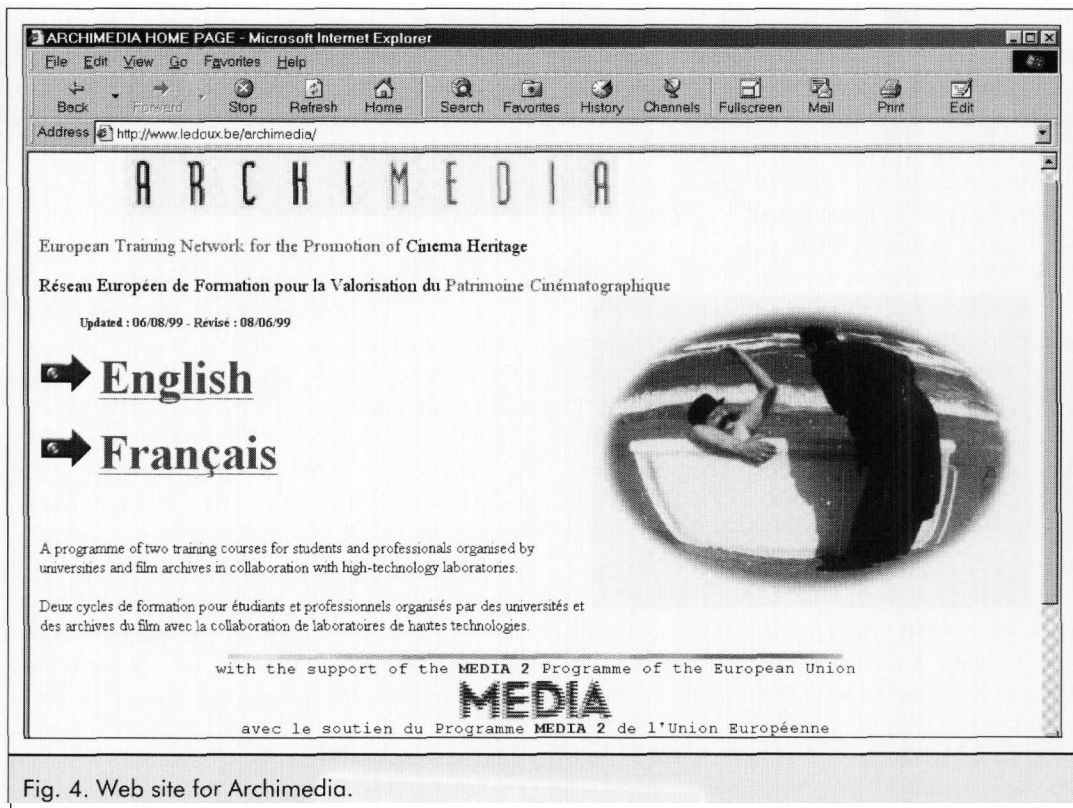 ARCHIMEDIA HOME PAGE - Microsoft Internet Explorer
File Edit View Go Favorites Help
Back Forward Stop Refresh Home Search Favorites History Channels Fullscreen Mail Print Edit
Address http://www.ledoux.be/archimedia/
ARCHIMEDIA
European Training Network for the Promotion of Cinema Heritage
Réseau Européen de Formation pour la Valorisation du Patrimoine Cinématographique
Updated : 06/08/99 - Révisé : 08/06/99
English
Français
A programme of two training courses for students and professionals organised by
universities and film archives in collaboration with high-technology laboratories.
Deux cycles de formation pour étudiants et professionnels organisés par des universités et
des archives du film avec la collaboration de laboratoires de hautes technologies.
with the support of the MEDIA 2 Programme of the European Union
MEDIA
avec le soutien du Programme MEDIA 2 de l'Union Européenne
Fig. 4. Web site for Archimedia.